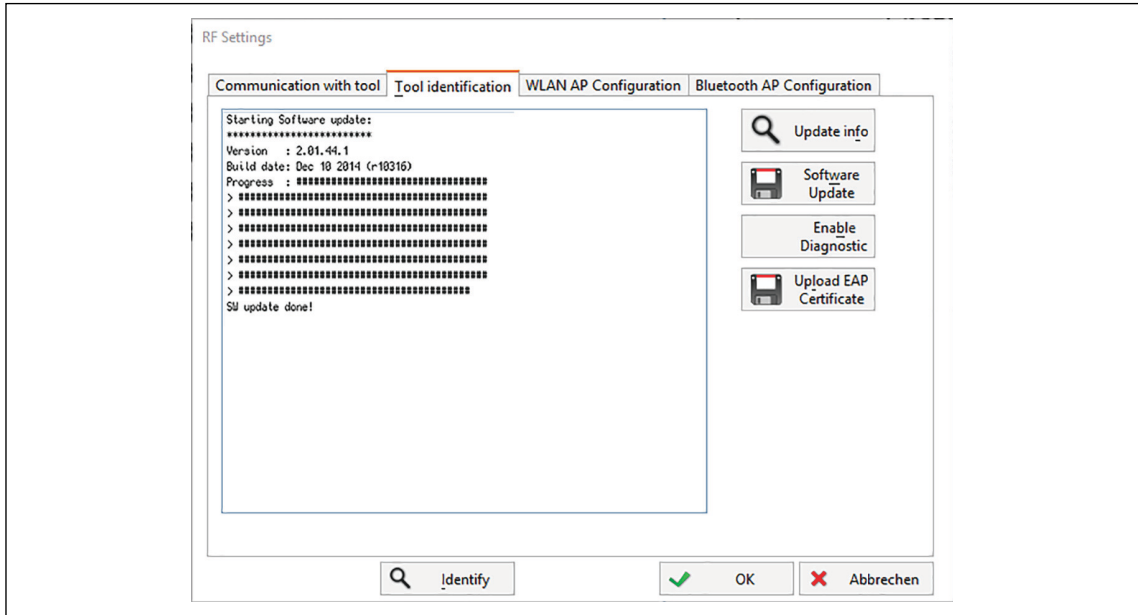 RF Settings
Communication with tool
Tool identification
WLAN AP Configuration
Bluetooth AP Configuration
Starting Software update:
*************************
Version   : 2.01.44.1
Build date: Dec 10 2014 (r10316)
Progress  : #################################
> ###########################################
> ###########################################
> ###########################################
> ###########################################
> ###########################################
> ###########################################
> ########################################
SW update done!
Update info
Software
Update
Enable
Diagnostic
Upload EAP
Certificate
Identify
OK
Abbrechen